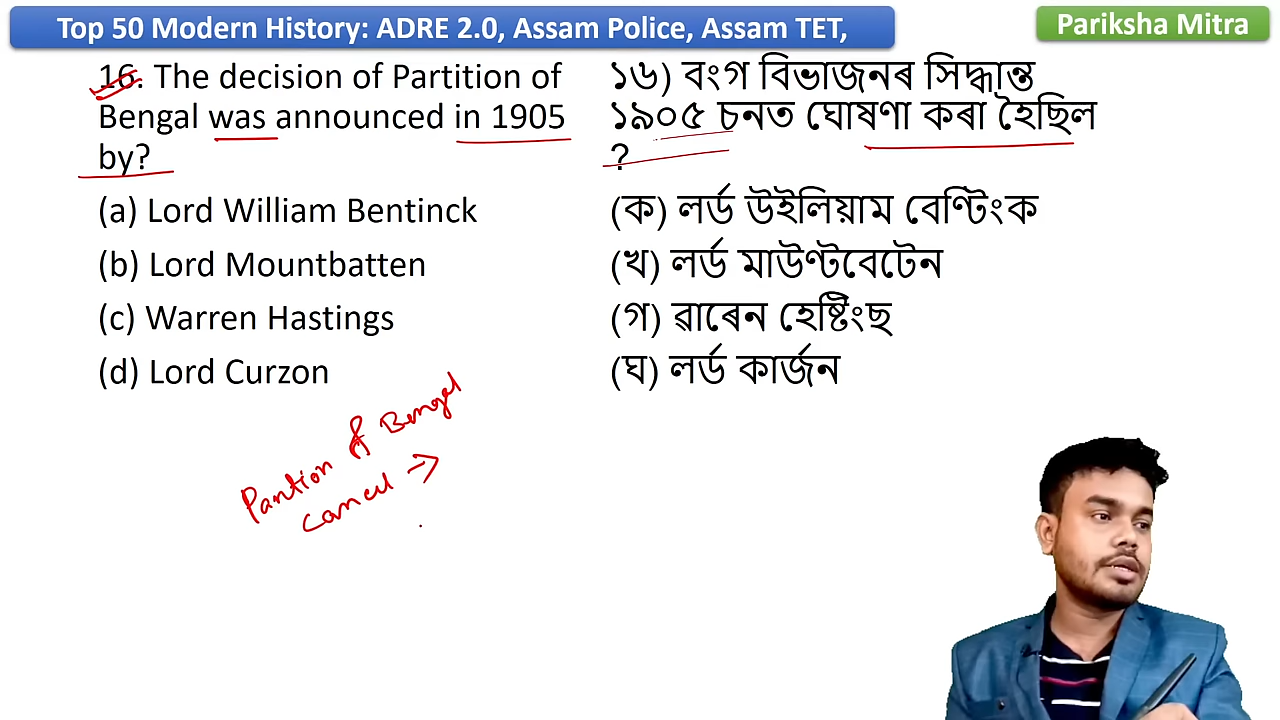 Top 50 Modern History: ADRE 2.0, Assam Police, Assam TET,
Pariksha Mitra
16. The decision of Partition of
Bengal was announced in 1905
by?
(a) Lord William Bentinck
(b) Lord Mountbatten
(c) Warren Hastings
(d) Lord Curzon
১৬) বংগ বিভাজনৰ সিদ্ধান্ত
১৯০৫ চনত ঘোষণা কৰা হৈছিল
?
(ক) লৰ্ড উইলিয়াম বেণ্টিংক
(খ) লৰ্ড মাউণ্টবেটেন
(গ) ৱাৰেন হেষ্টিংছ
(ঘ) লৰ্ড কাৰ্জন
Partition of Bengal
cancel →